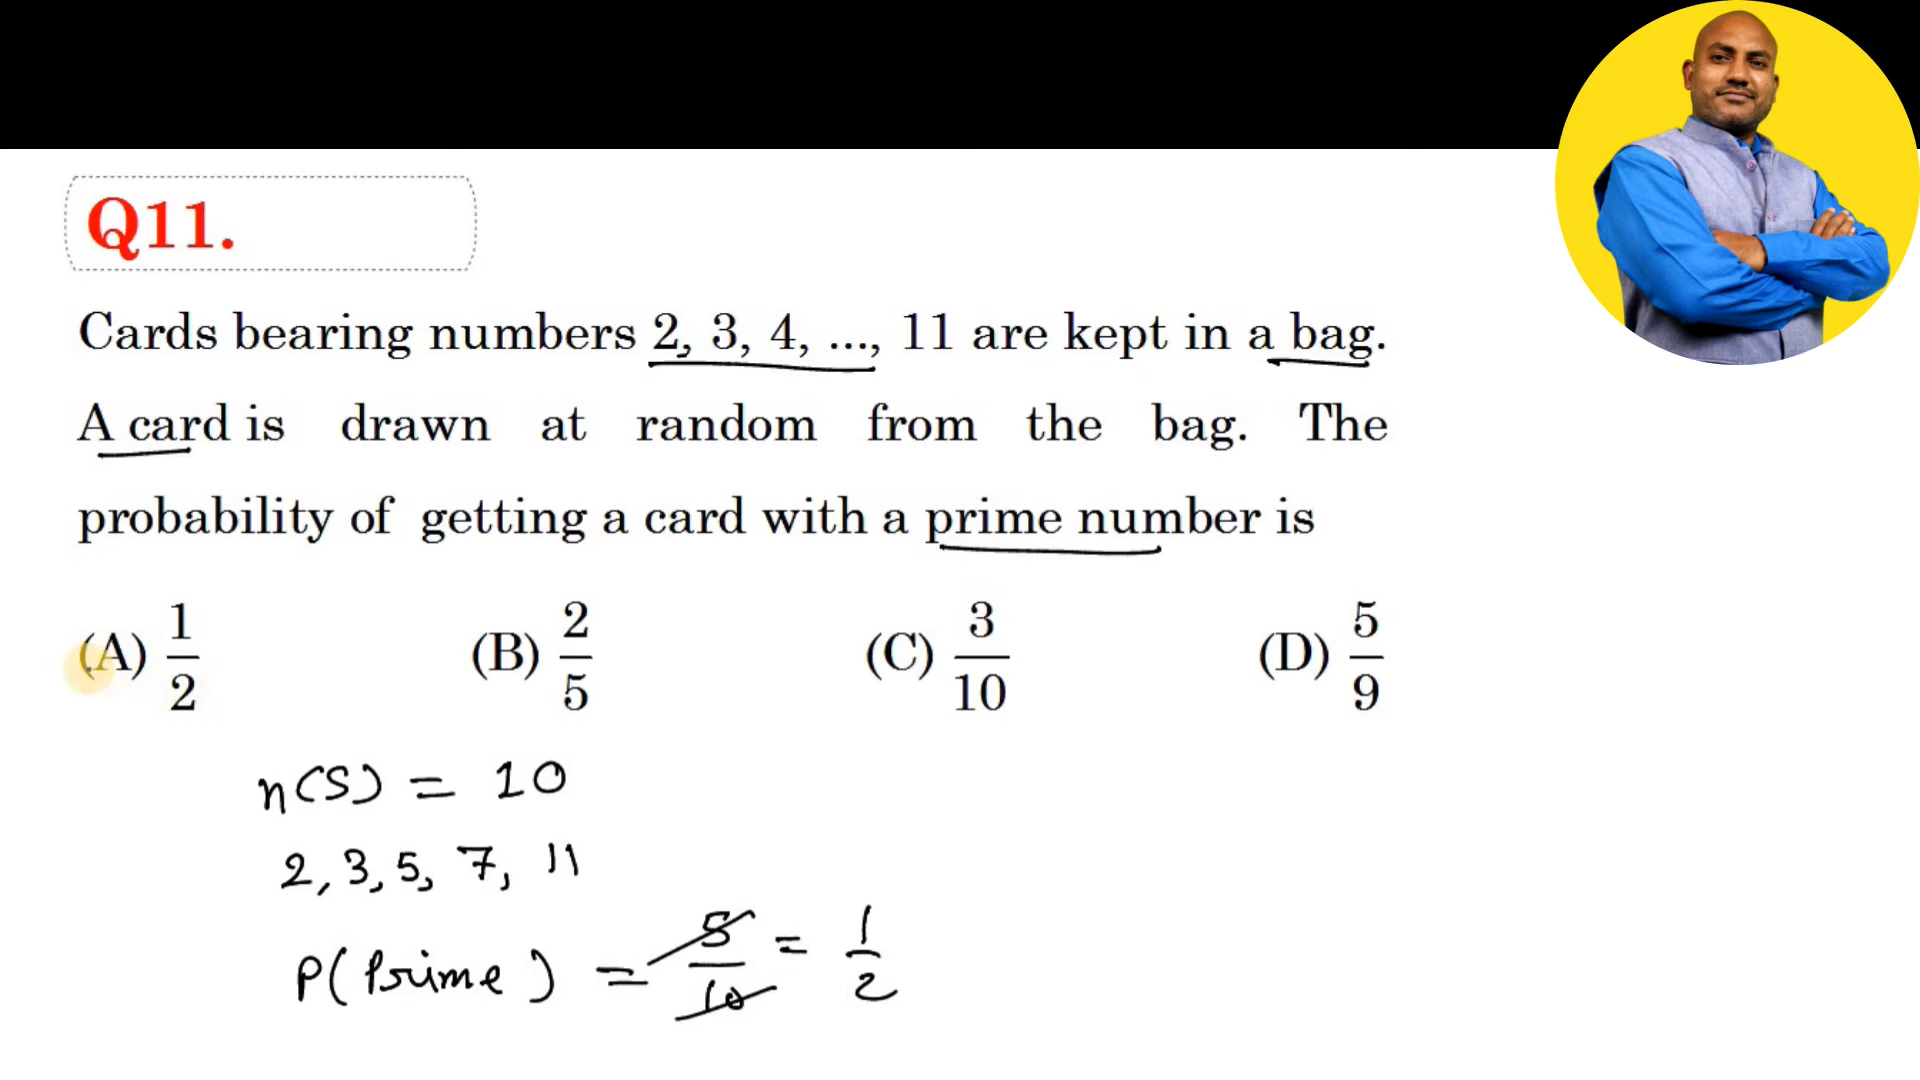 Q11.
Cards bearing numbers 2, 3, 4, ..., 11 are kept in a bag.
A card is drawn at random from the bag. The
probability of getting a card with a prime number is
(A) 1/2 (B) 2/5 (C) 3/10 (D) 5/9
n(S) = 10
2, 3, 5, 7, 11
P(Prime) = 5/10 = 1/2